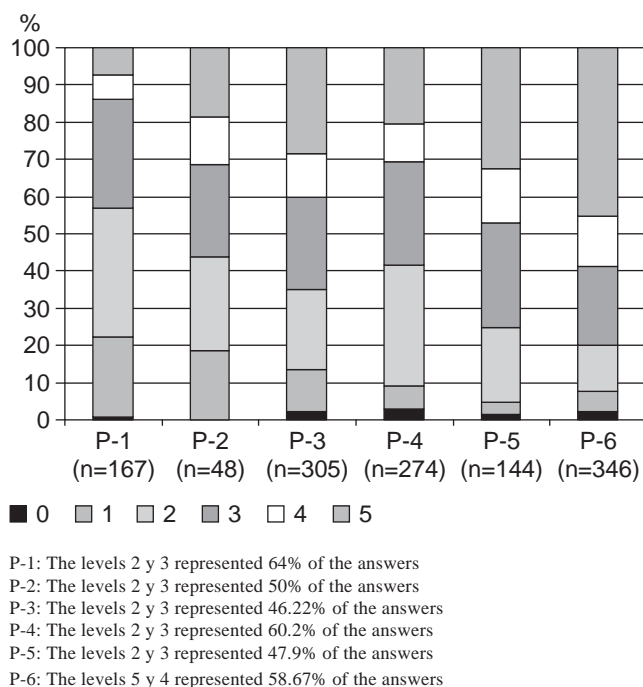 %
100
90
80
70
60
50
40
30
20
10
0
P-1 P-2 P-3 P-4 P-5 P-6
(n=167) (n=48) (n=305) (n=274) (n=144) (n=346)
0 1 2 3 4 5
P-1: The levels 2 y 3 represented 64% of the answers
P-2: The levels 2 y 3 represented 50% of the answers
P-3: The levels 2 y 3 represented 46.22% of the answers
P-4: The levels 2 y 3 represented 60.2% of the answers
P-5: The levels 2 y 3 represented 47.9% of the answers
P-6: The levels 5 y 4 represented 58.67% of the answers